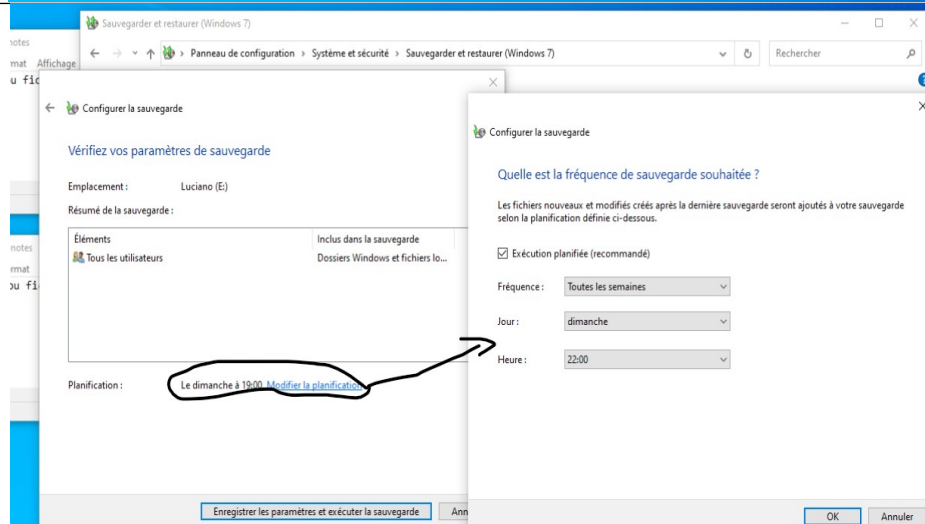 Sauvegarder et restaurer (Windows 7)
Panneau de configuration › Système et sécurité › Sauvegarder et restaurer (Windows 7)
Rechercher
notes
mat Affichage
u fic
Configurer la sauvegarde
Vérifiez vos paramètres de sauvegarde
Emplacement : Luciano (E:)
Résumé de la sauvegarde :
Éléments Inclus dans la sauvegarde
Tous les utilisateurs Dossiers Windows et fichiers lo...
Planification : Le dimanche à 19:00 Modifier la planification
Enregistrer les paramètres et exécuter la sauvegarde Ann
notes
rmat
ou fi
Configurer la sauvegarde
Quelle est la fréquence de sauvegarde souhaitée ?
Les fichiers nouveaux et modifiés créés après la dernière sauvegarde seront ajoutés à votre sauvegarde
selon la planification définie ci-dessous.
Exécution planifiée (recommandé)
Fréquence : Toutes les semaines
Jour : dimanche
Heure : 22:00
OK Annuler